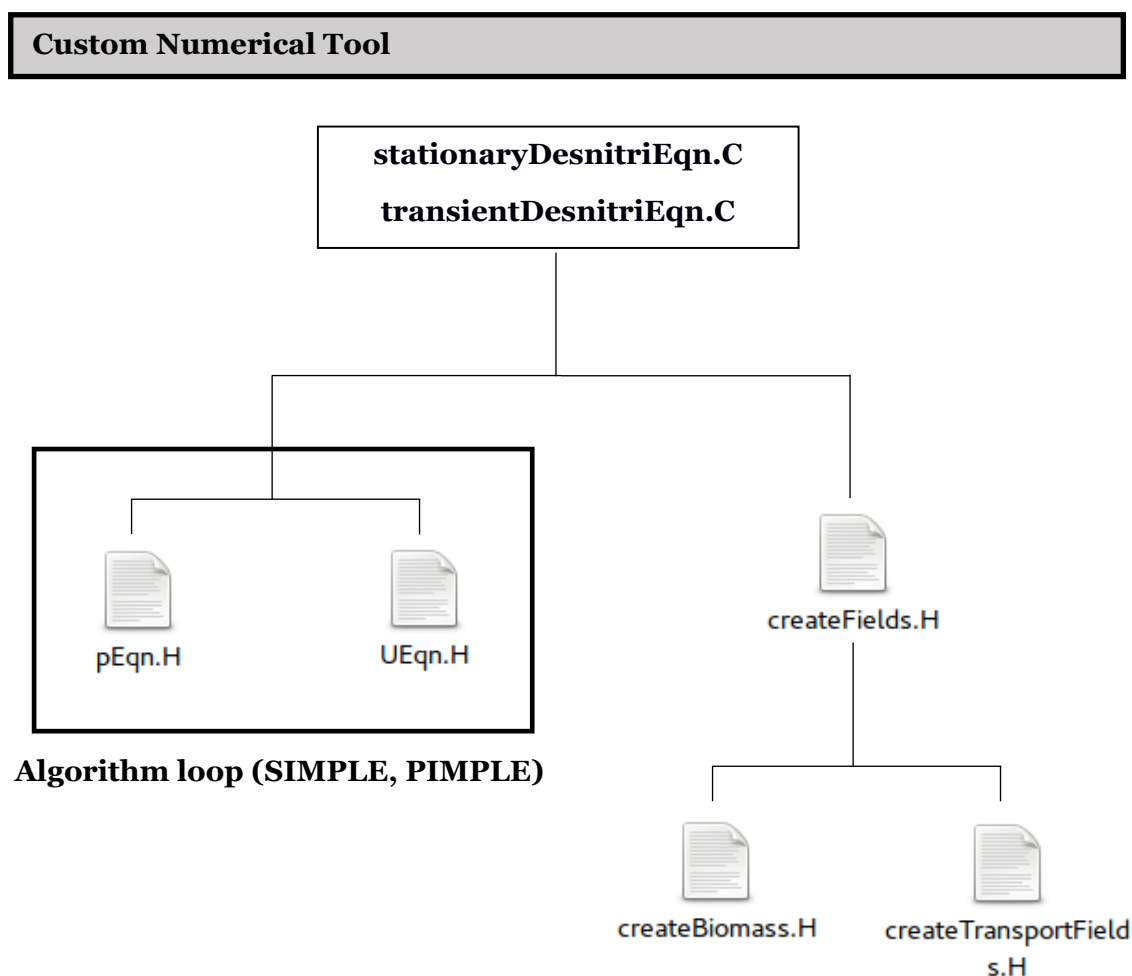 Custom Numerical Tool
stationaryDesnitriEqn.C
transientDesnitriEqn.C
pEqn.H
UEqn.H
createFields.H
Algorithm loop (SIMPLE, PIMPLE)
createBiomass.H
createTransportField
s.H